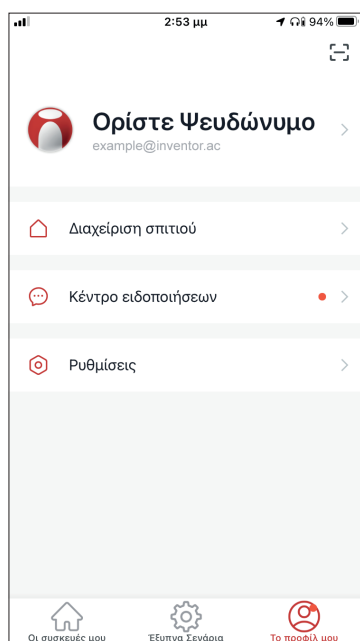 2:53 μμ 94%
Ορίστε Ψευδώνυμο
example@inventor.ac
Διαχείριση σπιτιού
Κέντρο ειδοποιήσεων
Ρυθμίσεις
Οι συσκευές μου Έξυπνα Σενάρια Το προφίλ μου